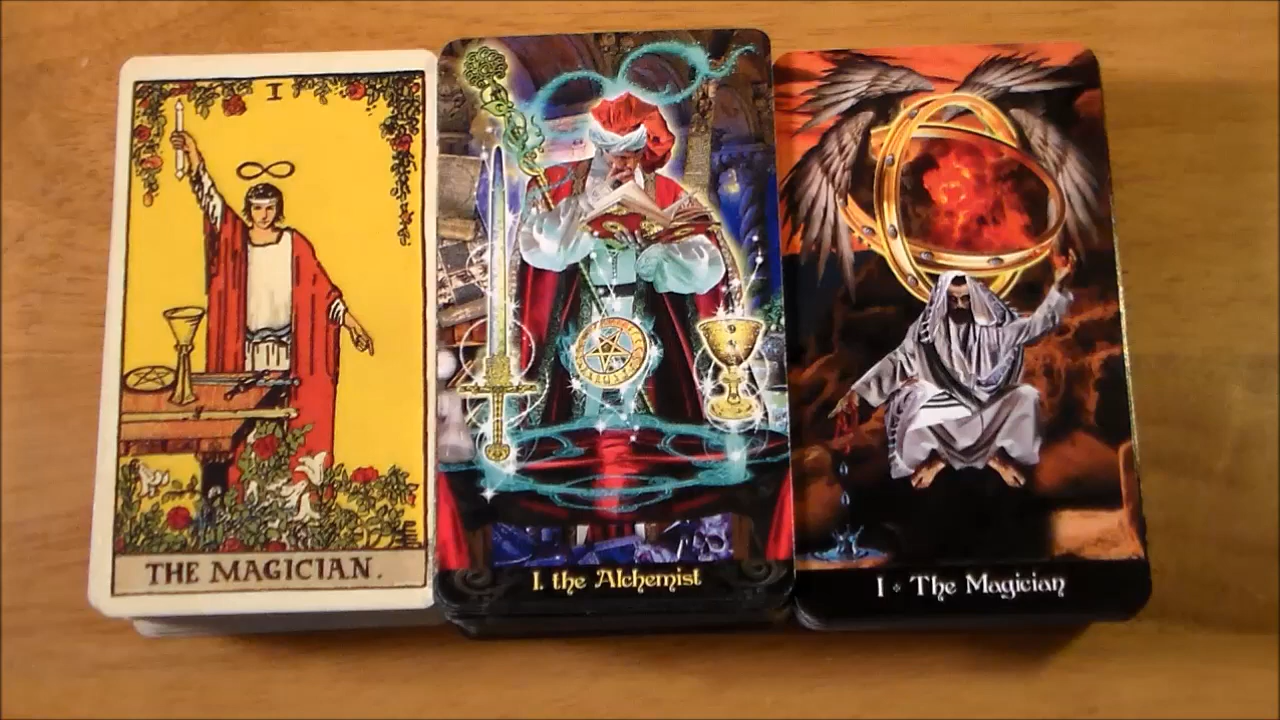 I
THE MAGICIAN.
I. the Alchemist
I + The Magician